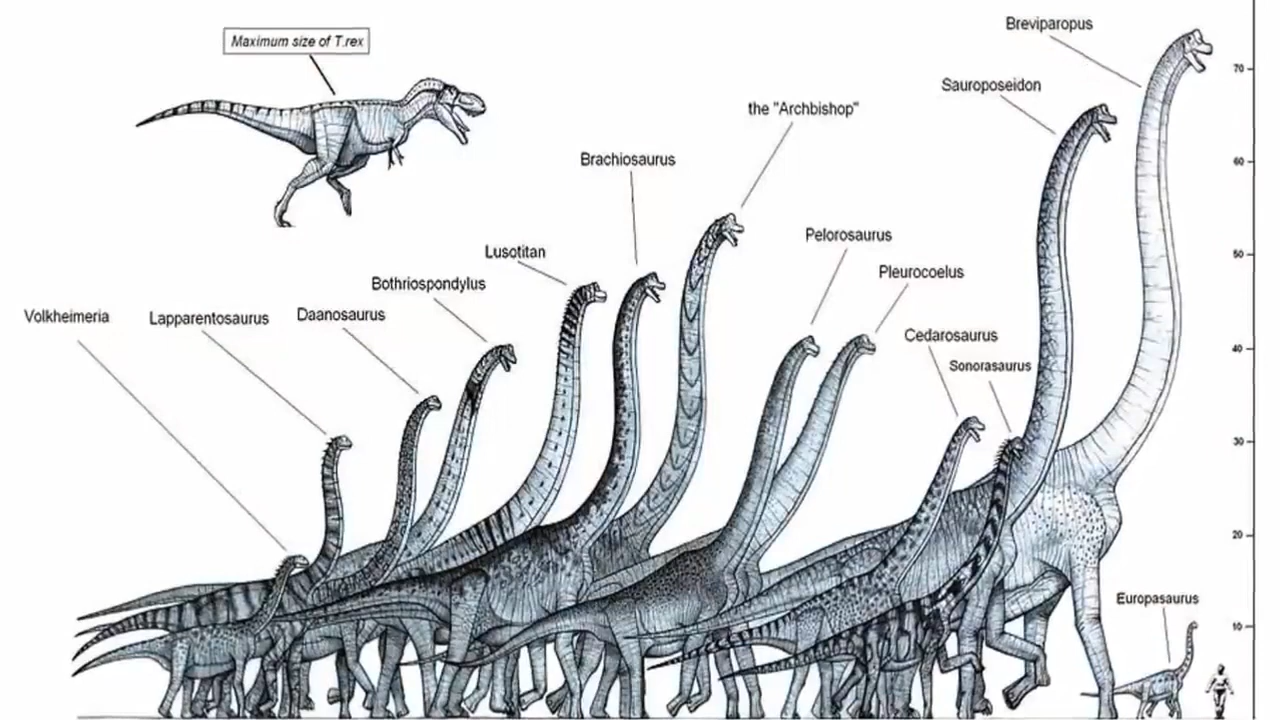 Breviparopus
Maximum size of T.rex
70
Sauroposeidon
the "Archbishop"
Brachiosaurus
60
Pelorosaurus
Lusotitan
50
Pleurocoelus
Bothriospondylus
Volkheimeria
Lapparentosaurus
Daanosaurus
Cedarosaurus
40
Sonorasaurus
30
20
Europasaurus
10